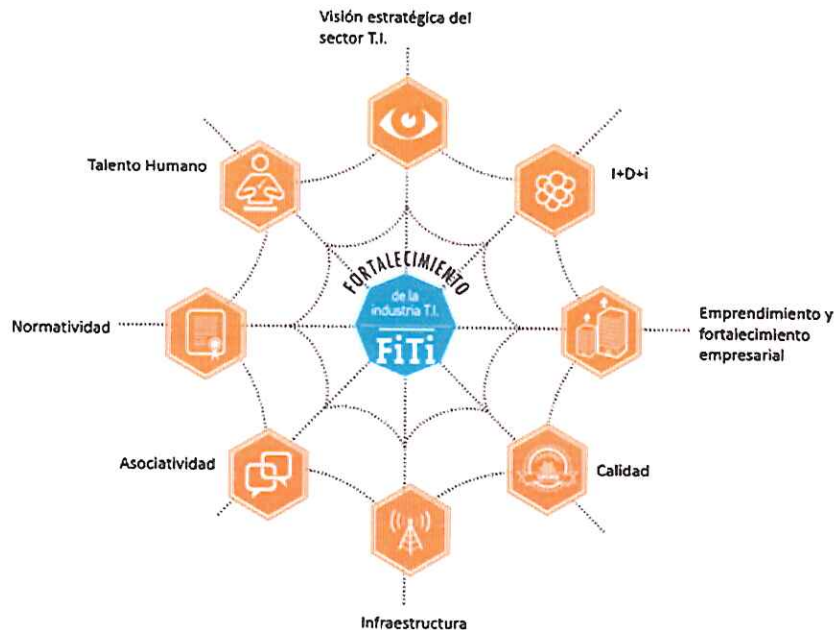 Visión estratégica del
sector T.I.
Talento Humano
I+D+i
FORTALECIMIENTO
de la
industria T.I.
FiTi
Normatividad
Emprendimiento y
fortalecimiento
empresarial
Asociatividad
Calidad
Infraestructura